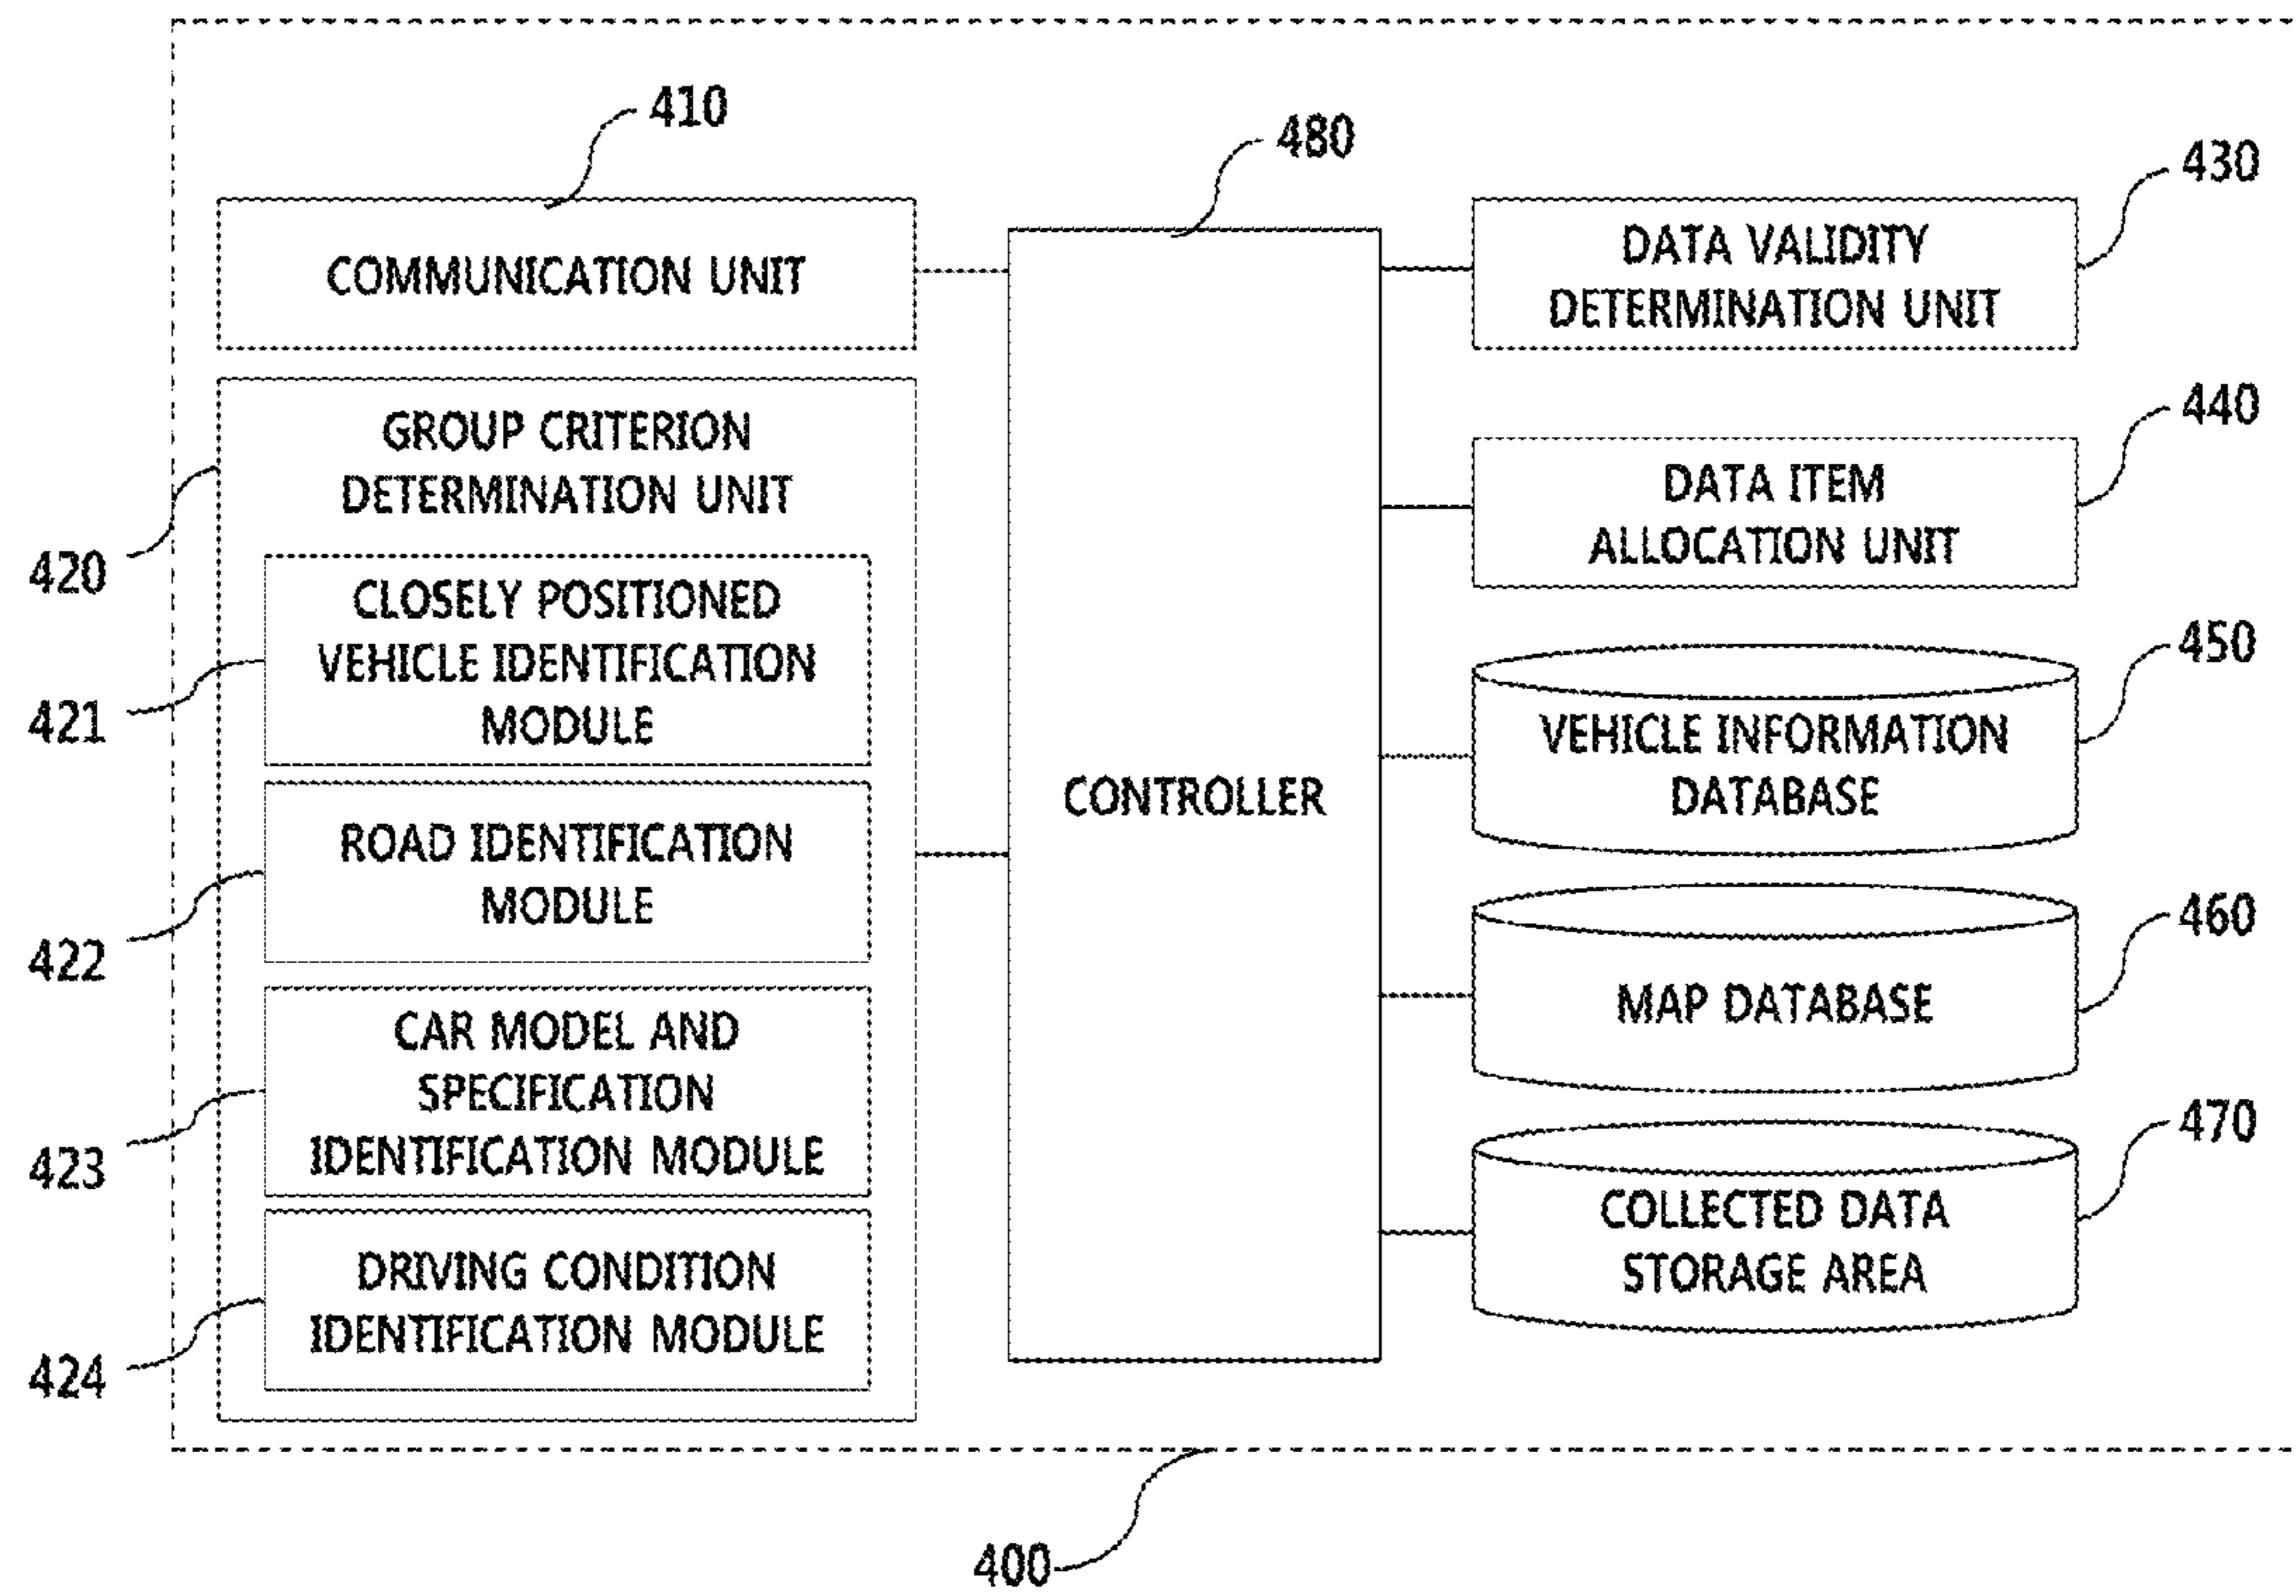 410
480
430
COMMUNICATION UNIT
DATA VALIDITY
DETERMINATION UNIT
GROUP CRITERION
DETERMINATION UNIT
420
CLOSELY POSITIONED
VEHICLE IDENTIFICATION
MODULE
421
ROAD IDENTIFICATION
MODULE
422
CAR MODEL AND
SPECIFICATION
IDENTIFICATION MODULE
423
DRIVING CONDITION
IDENTIFICATION MODULE
424
CONTROLLER
440
DATA ITEM
ALLOCATION UNIT
450
VEHICLE INFORMATION
DATABASE
460
MAP DATABASE
470
COLLECTED DATA
STORAGE AREA
400